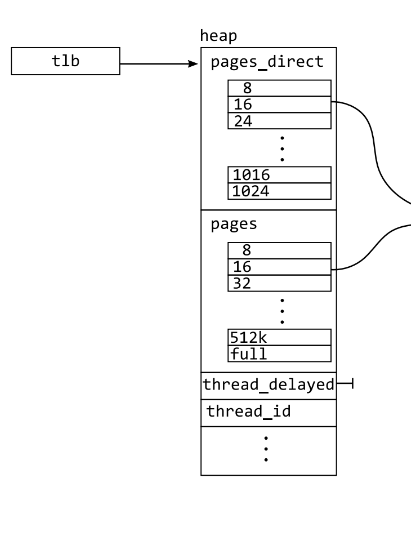 heap
tlb
pages_direct
8
16
24
1016
1024
pages
8
16
32
512k
full
thread_delayed
thread_id